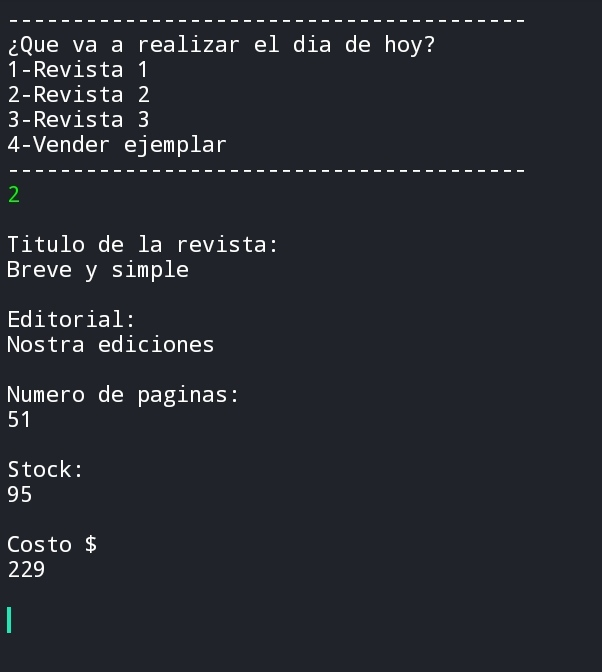 ----------------------------------------
¿Que va a realizar el dia de hoy?
1-Revista 1
2-Revista 2
3-Revista 3
4-Vender ejemplar
----------------------------------------
2
Titulo de la revista:
Breve y simple
Editorial:
Nostra ediciones
Numero de paginas:
51
Stock:
95
Costo $
229